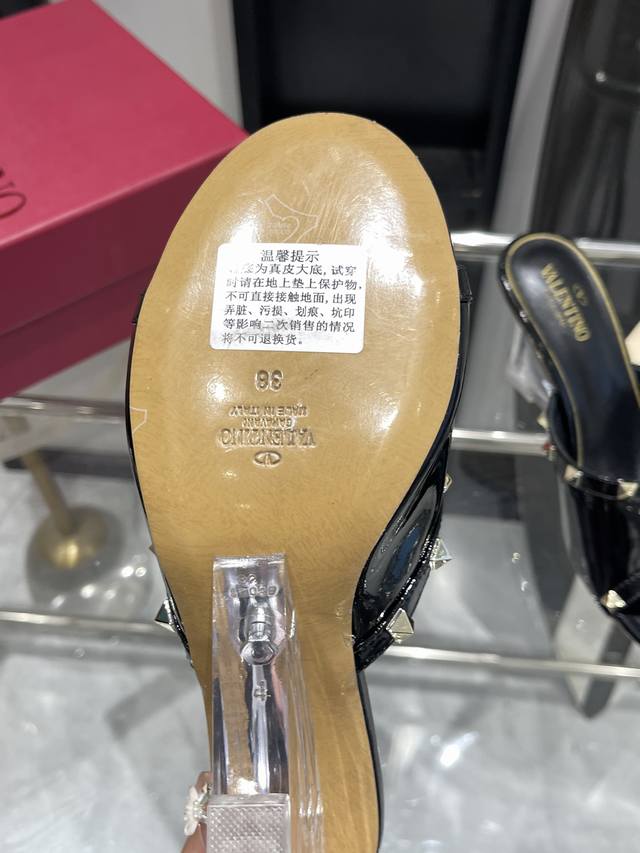 NO
温馨提示
为真皮大底,试穿
时请在地上垫上保护物,
不可直接接触地面,出现
弄脏、污损、划痕、坑印
等影响二次销售的情况
将不可退换货。
38
MADE IN ITALY
GARAVANI
VALENTINO
VALENTINO
4